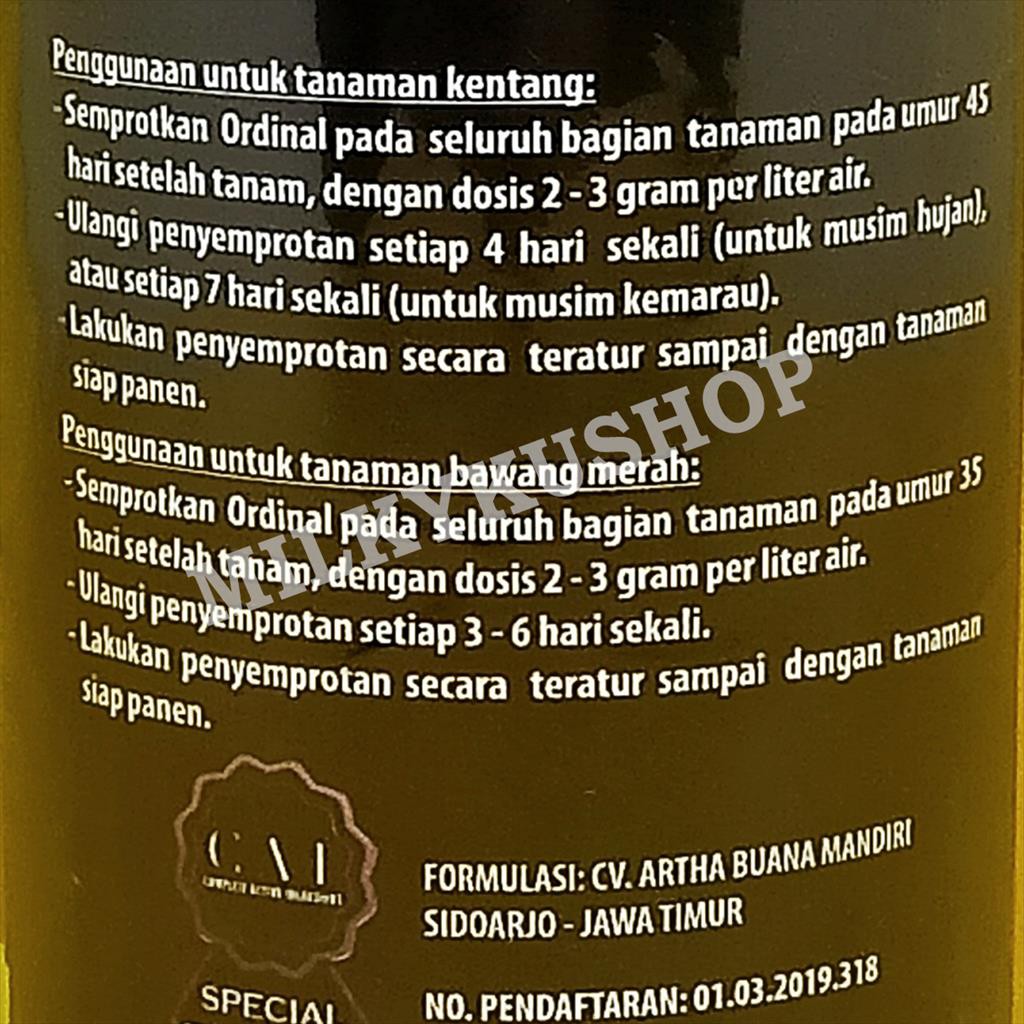 Penggunaan untuk tanaman kentang:
-Semprotkan Ordinal pada seluruh bagian tanaman pada umur 45
hari setelah tanam, dengan dosis 2 - 3 gram per liter air.
-Ulangi penyemprotan setiap 4 hari sekali (untuk musim hujan),
atau setiap 7 hari sekali (untuk musim kemarau).
-Lakukan penyemprotan secara teratur sampai dengan tanaman
siap panen.
Penggunaan untuk tanaman bawang merah:
-Semprotkan Ordinal pada seluruh bagian tanaman pada umur 35
hari setelah tanam, dengan dosis 2 - 3 gram per liter air.
-Ulangi penyemprotan setiap 3 - 6 hari sekali.
-Lakukan penyemprotan secara teratur sampai dengan tanaman
siap panen.
MILKYKUSHOP
FORMULASI: CV. ARTHA BUANA MANDIRI
SIDOARJO - JAWA TIMUR
SPECIAL
NO. PENDAFTARAN: 01.03.2019.318